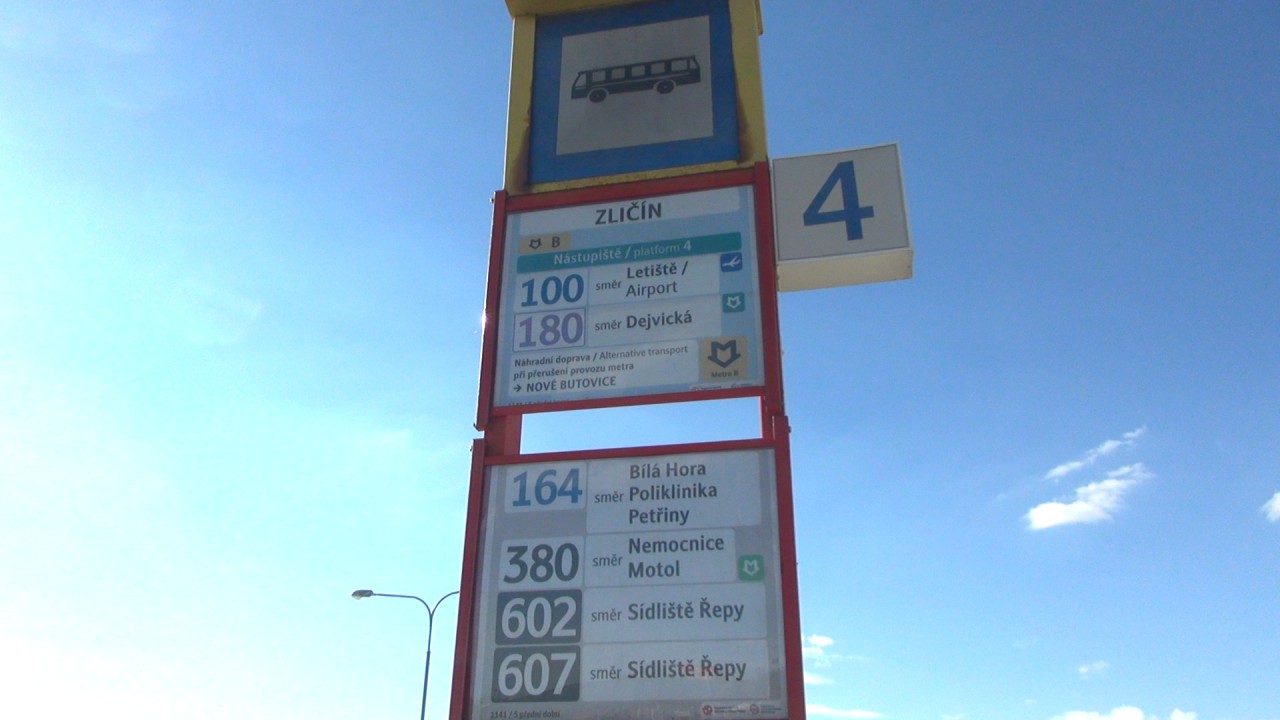 4
ZLIČÍN
B
Nástupiště / platform 4
100 směr Letiště /
Airport
180 směr Dejvická
Náhradní doprava / Alternative transport
při přerušení provozu metra
→ NOVÉ BUTOVICE
Metro B
164 směr Bílá Hora
Poliklinika
Petřiny
380 směr Nemocnice
Motol
602 směr Sídliště Řepy
607 směr Sídliště Řepy